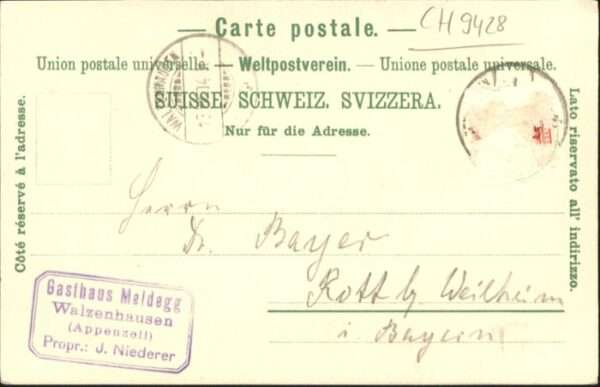 Carte postale.
CH 9428
Union postale universelle. — Weltpostverein. — Unione postale universale.
SUISSE. SCHWEIZ. SVIZZERA.
Nur für die Adresse.
Côté réservé à l'adresse.
Lato riservato all' indirizzo.
Herrn
Dr. Bayer
Rott by Weilheim
i. Bayern
Gasthaus Meldegg
Walzenhausen
(Appenzell)
Propr.: J. Niederer